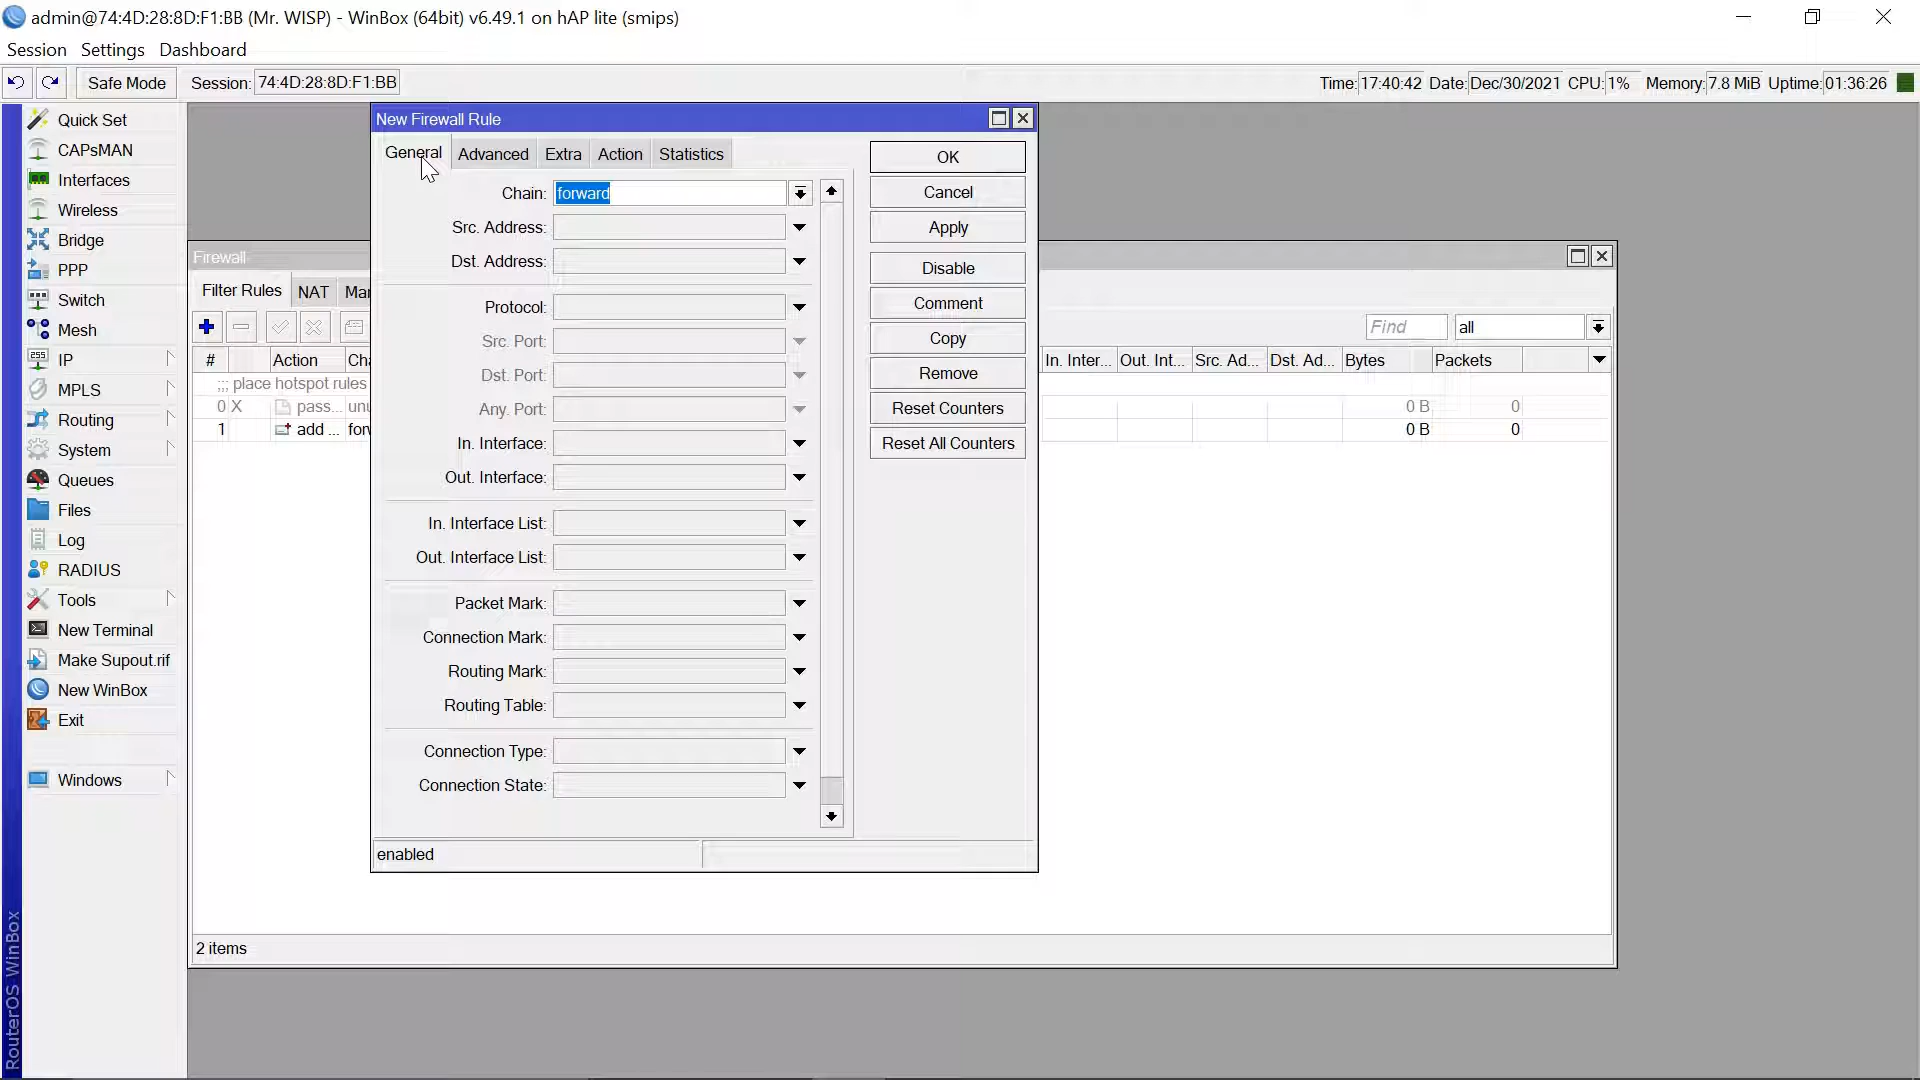 admin@74:4D:28:8D:F1:BB (Mr. WISP) - WinBox (64bit) v6.49.1 on hAP lite (smips)
Session Settings Dashboard
Safe Mode Session: 74:4D:28:8D:F1:BB Time: 17:40:42 Date: Dec/30/2021 CPU: 1% Memory: 7.8 MiB Uptime: 01:36:26
Quick Set
CAPsMAN
Interfaces
Wireless
Bridge
PPP
Switch
Mesh
IP
MPLS
Routing
System
Queues
Files
Log
RADIUS
Tools
New Terminal
Make Supout.rif
New WinBox
Exit
Windows
RouterOS WinBox
New Firewall Rule
General Advanced Extra Action Statistics
Chain: forward
Src. Address:
Dst. Address:
Protocol:
Src. Port:
Dst. Port:
Any. Port:
In. Interface:
Out. Interface:
In. Interface List:
Out. Interface List:
Packet Mark:
Connection Mark:
Routing Mark:
Routing Table:
Connection Type:
Connection State:
enabled
OK
Cancel
Apply
Disable
Comment
Copy
Remove
Reset Counters
Reset All Counters
Firewall
Filter Rules NAT Mar
Find all
# Action Cha In. Inter... Out. Int... Src. Ad... Dst. Ad... Bytes Packets
;;; place hotspot rules
0 X pass... unu 0 B 0
1 add ... forv 0 B 0
2 items